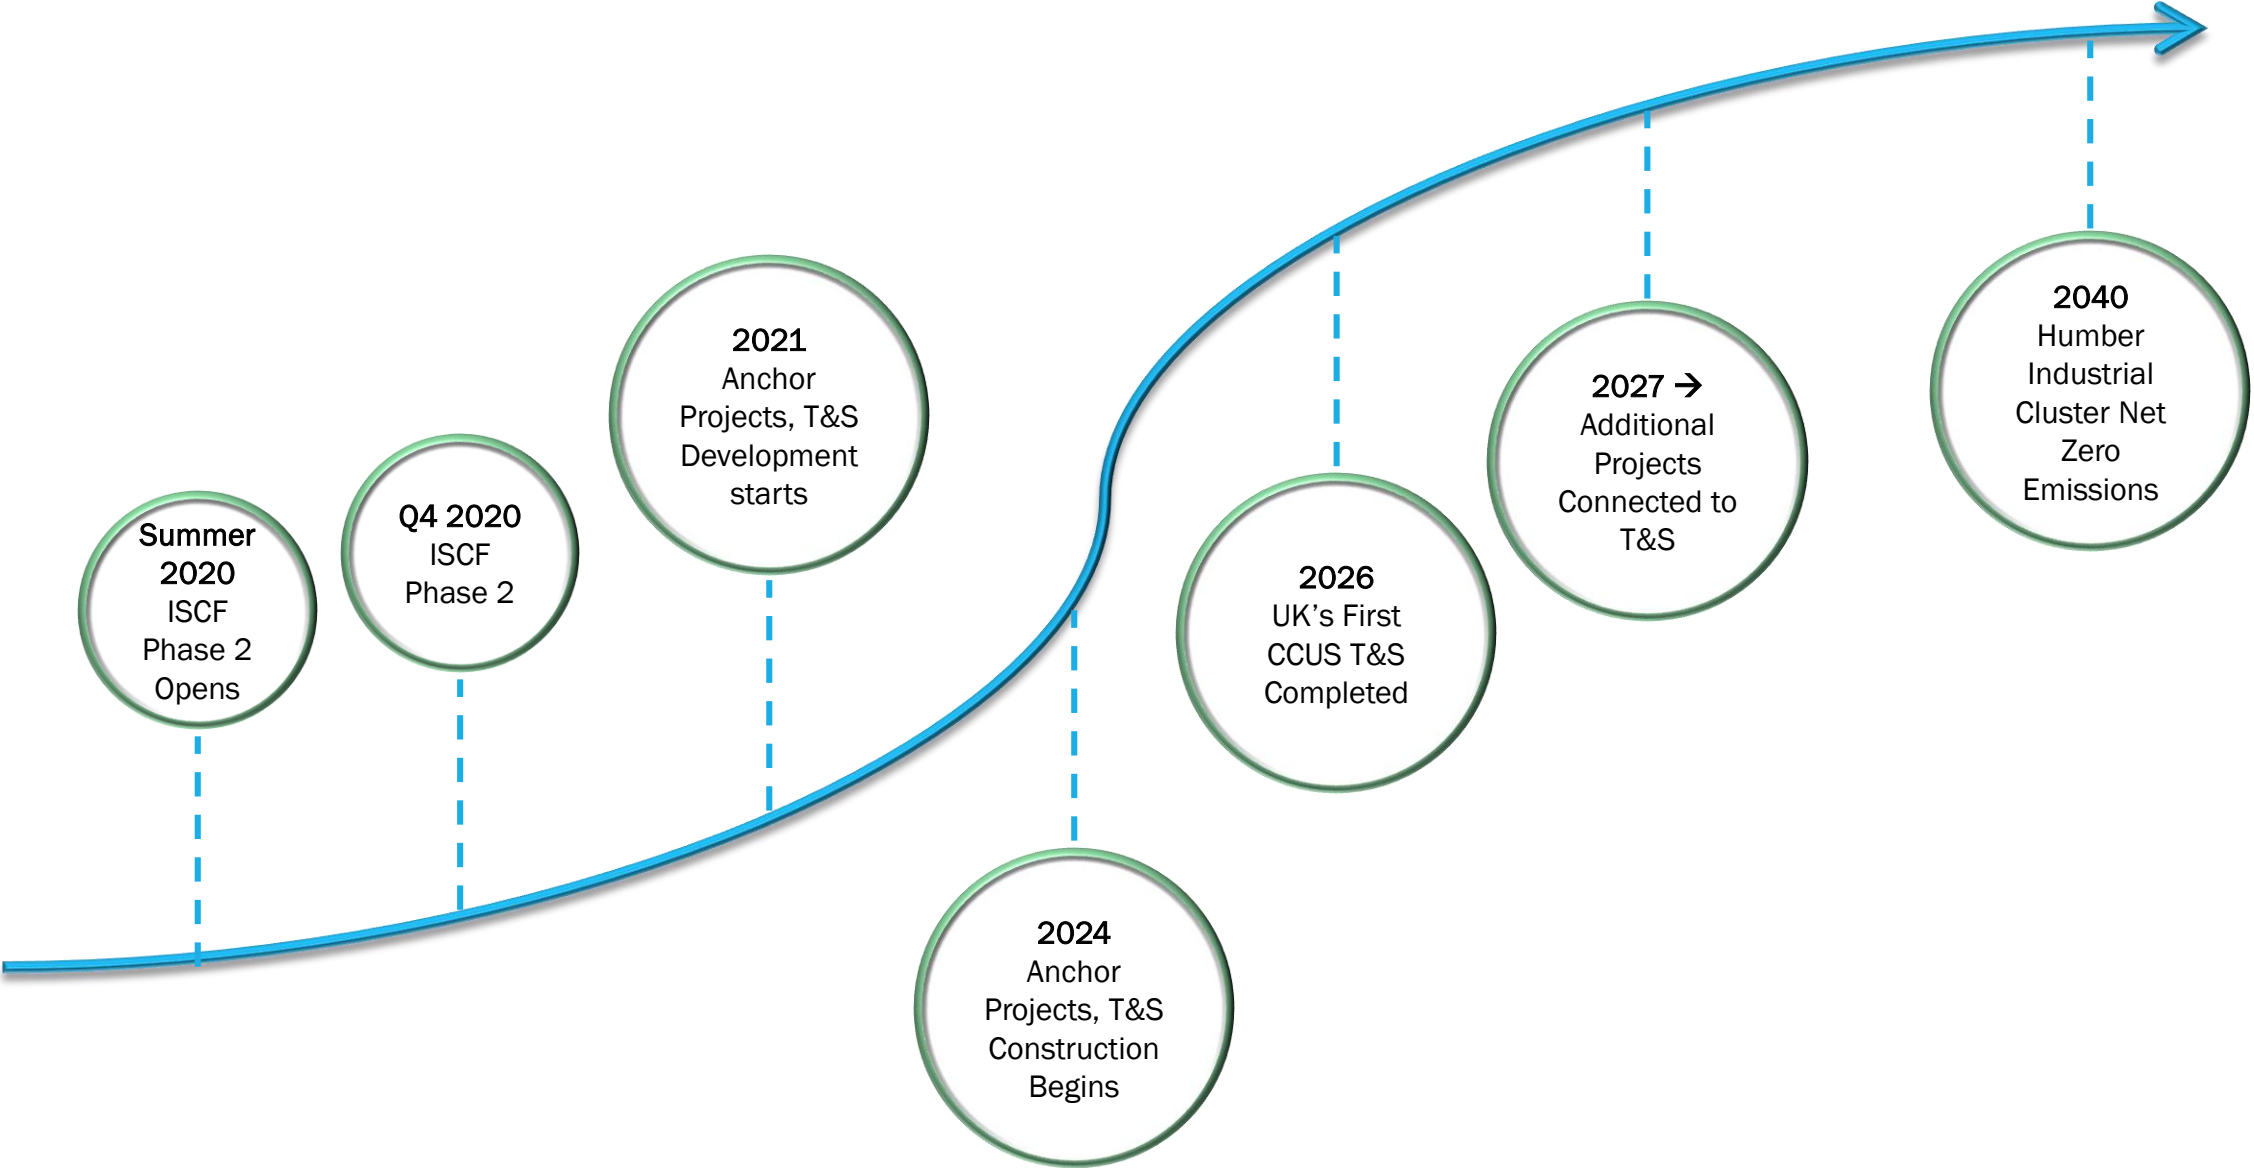 Summer
2020
ISCF
Phase 2
Opens
Q4 2020
ISCF
Phase 2
2021
Anchor
Projects, T&S
Development
starts
2024
Anchor
Projects, T&S
Construction
Begins
2026
UK’s First
CCUS T&S
Completed
2027 →
Additional
Projects
Connected to
T&S
2040
Humber
Industrial
Cluster Net
Zero
Emissions